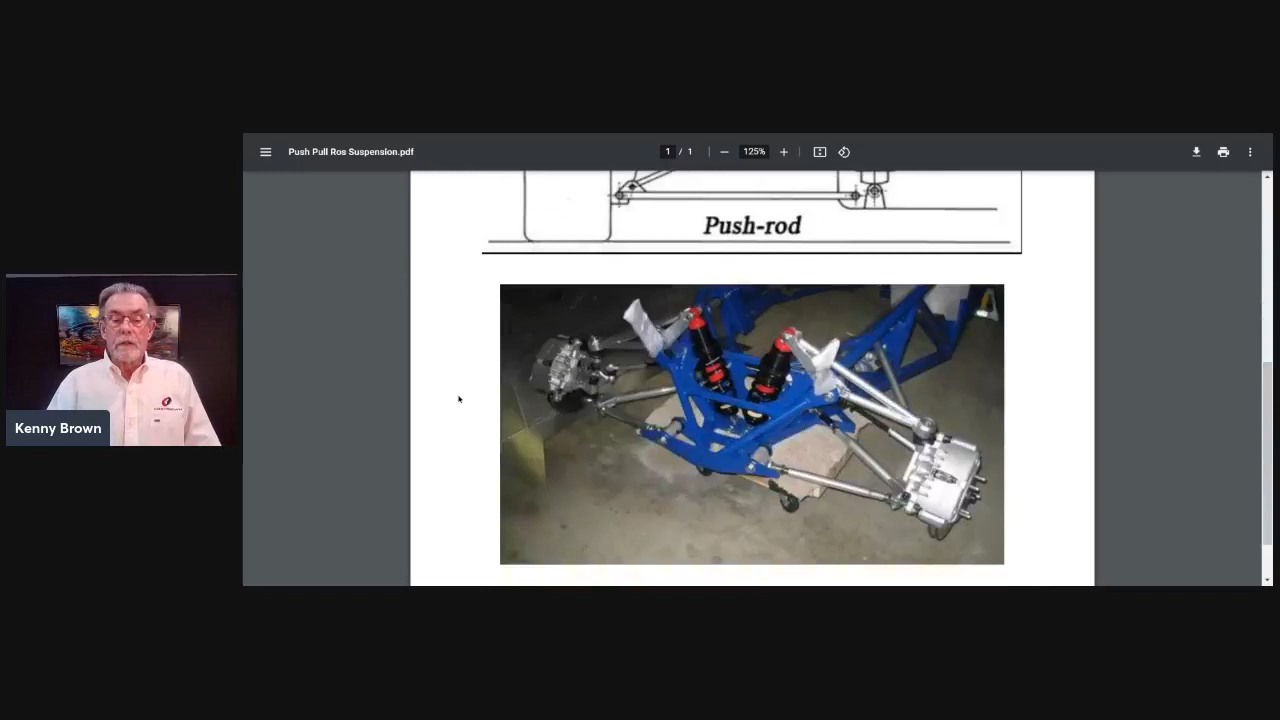 Push Pull Ros Suspension.pdf
1 / 1
125%
Push-rod
Kenny Brown